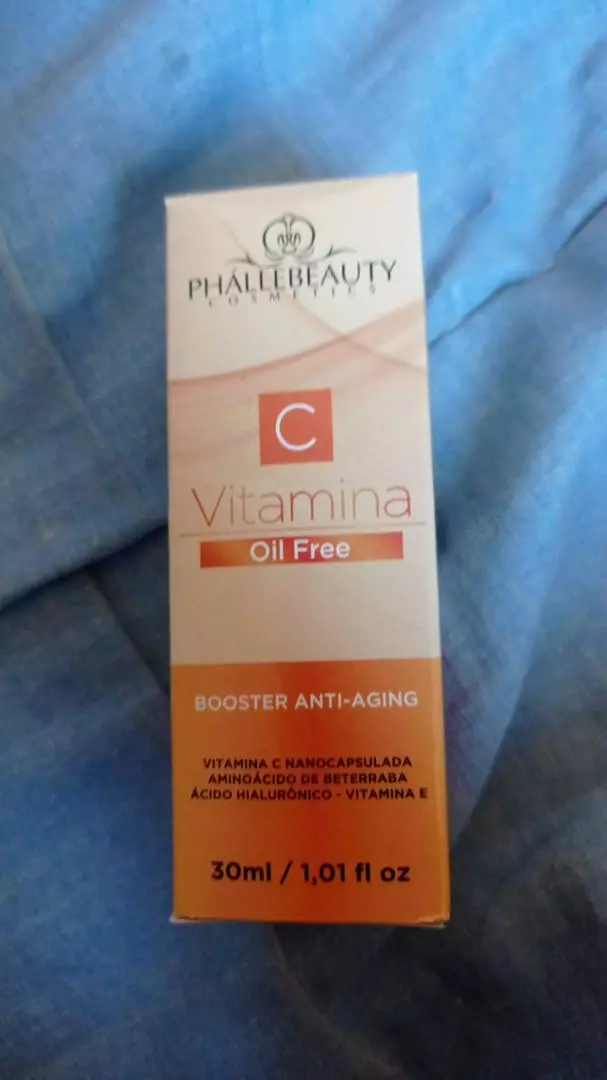 PHÁLLEBEAUTY
COSMETICS
C
Vitamina
Oil Free
BOOSTER ANTI-AGING
VITAMINA C NANOCAPSULADA
AMINOÁCIDO DE BETERRABA
ÁCIDO HIALURÔNICO - VITAMINA E
30ml / 1,01 fl oz